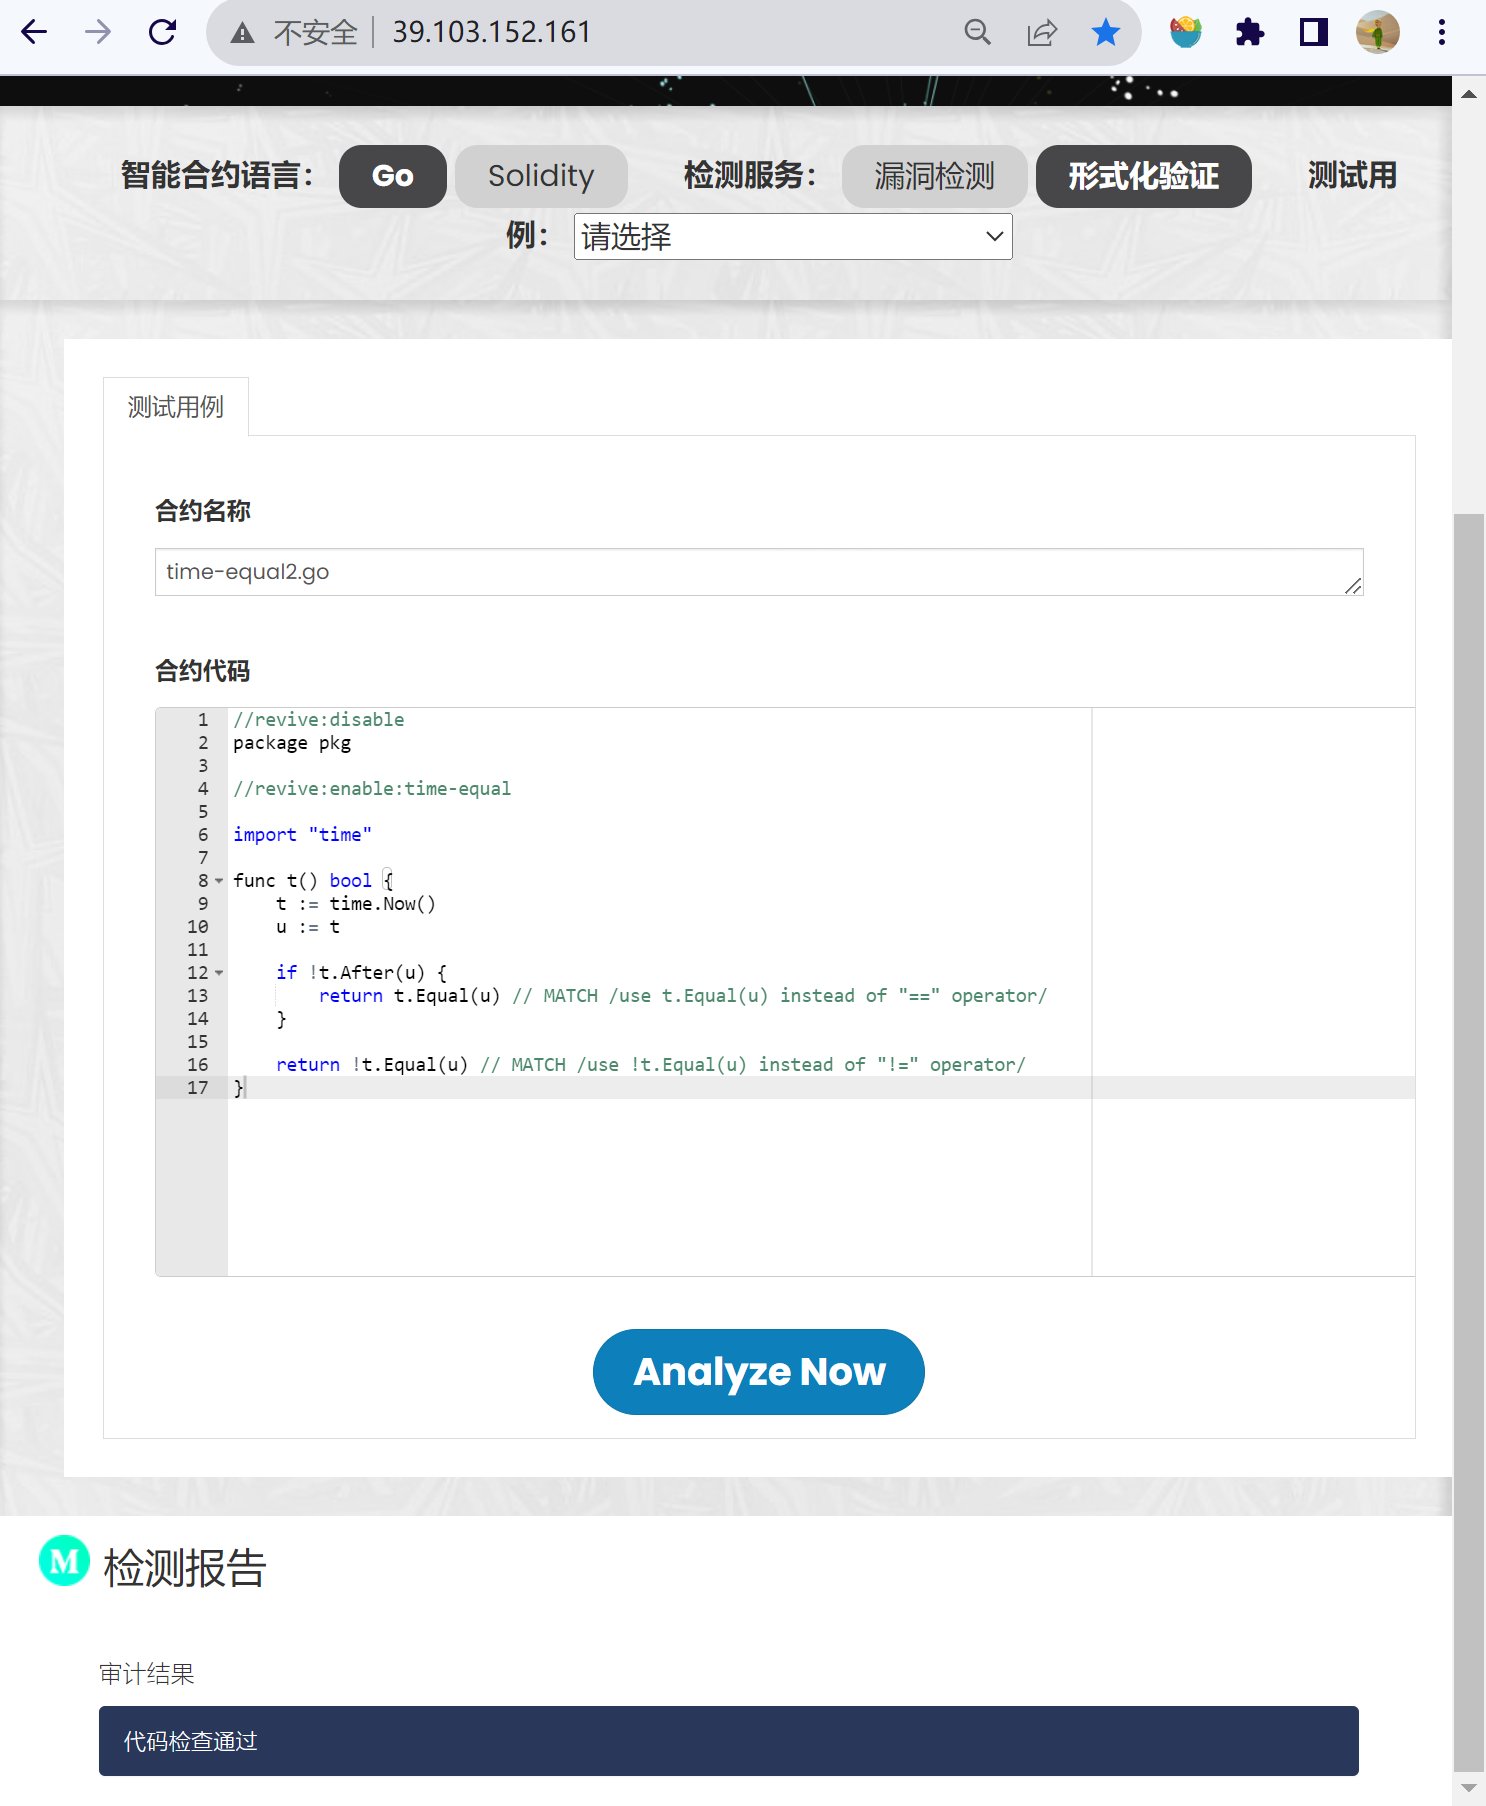 不安全 39.103.152.161
智能合约语言： Go Solidity 检测服务： 漏洞检测 形式化验证 测试用
例： 请选择
测试用例
合约名称
time-equal2.go
合约代码
1 //revive:disable
2 package pkg
3
4 //revive:enable:time-equal
5
6 import "time"
7
8 func t() bool {
9     t := time.Now()
10     u := t
11
12     if !t.After(u) {
13         return t.Equal(u) // MATCH /use t.Equal(u) instead of "==" operator/
14     }
15
16     return !t.Equal(u) // MATCH /use !t.Equal(u) instead of "!=" operator/
17 }
Analyze Now
M 检测报告
审计结果
代码检查通过